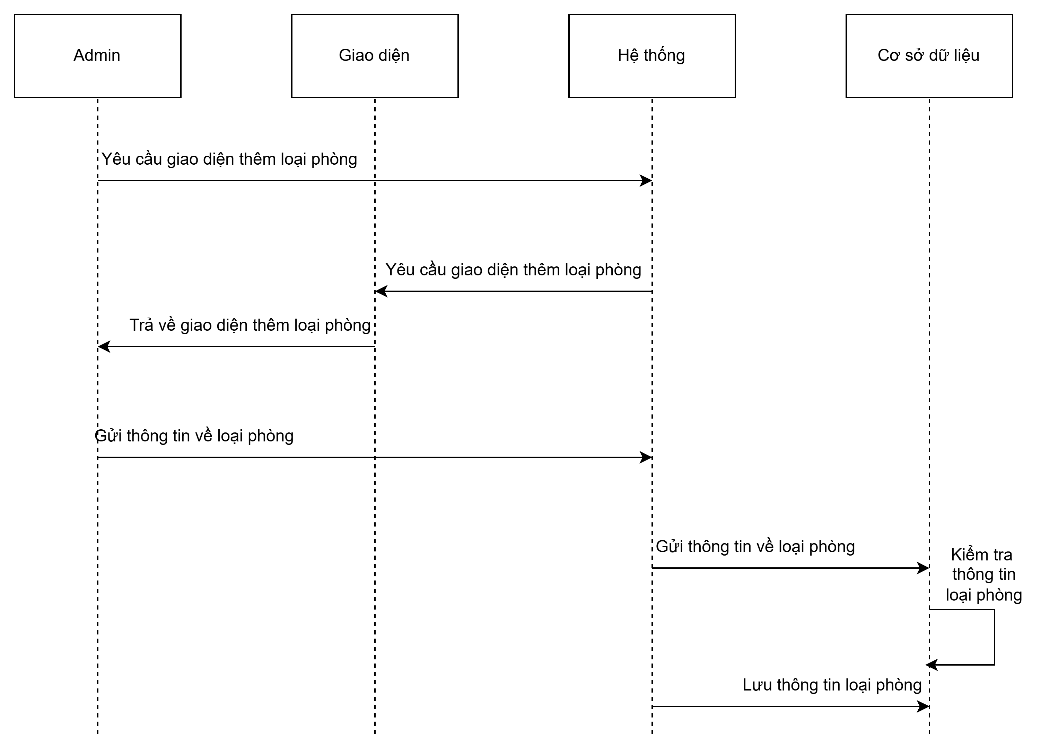 Admin
Giao diện
Hệ thống
Cơ sở dữ liệu
Yêu cầu giao diện thêm loại phòng
Yêu cầu giao diện thêm loại phòng
Trả về giao diện thêm loại phòng
Gửi thông tin về loại phòng
Gửi thông tin về loại phòng
Kiểm tra
thông tin
loại phòng
Lưu thông tin loại phòng